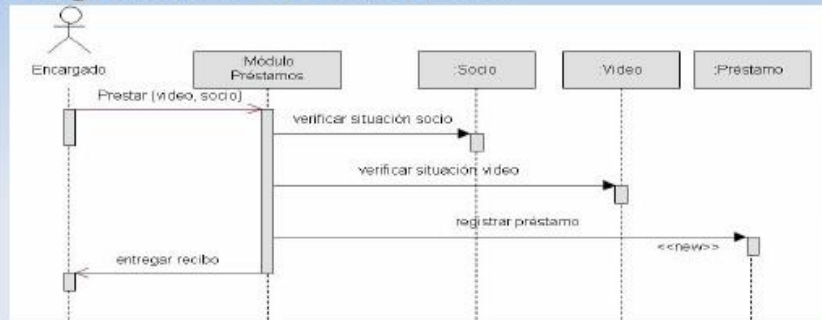 Encargado
:Módulo
Préstamos
:Socio
:Video
:Préstamo
Prestar (video, socio)
verificar situación socio
verificar situación video
registrar préstamo
<<new>>
entregar recibo